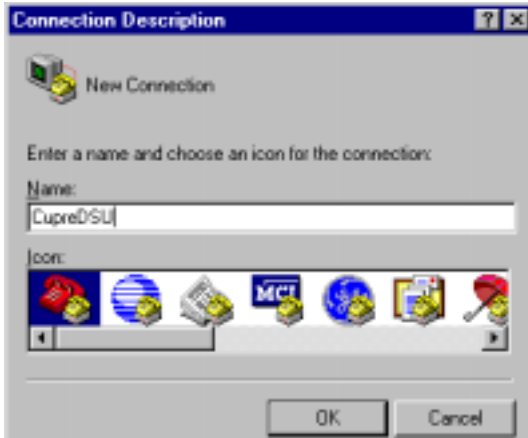 Connection Description
New Connection
Enter a name and choose an icon for the connection:
Name:
CupreDSU
Icon:
MCI
OK
Cancel